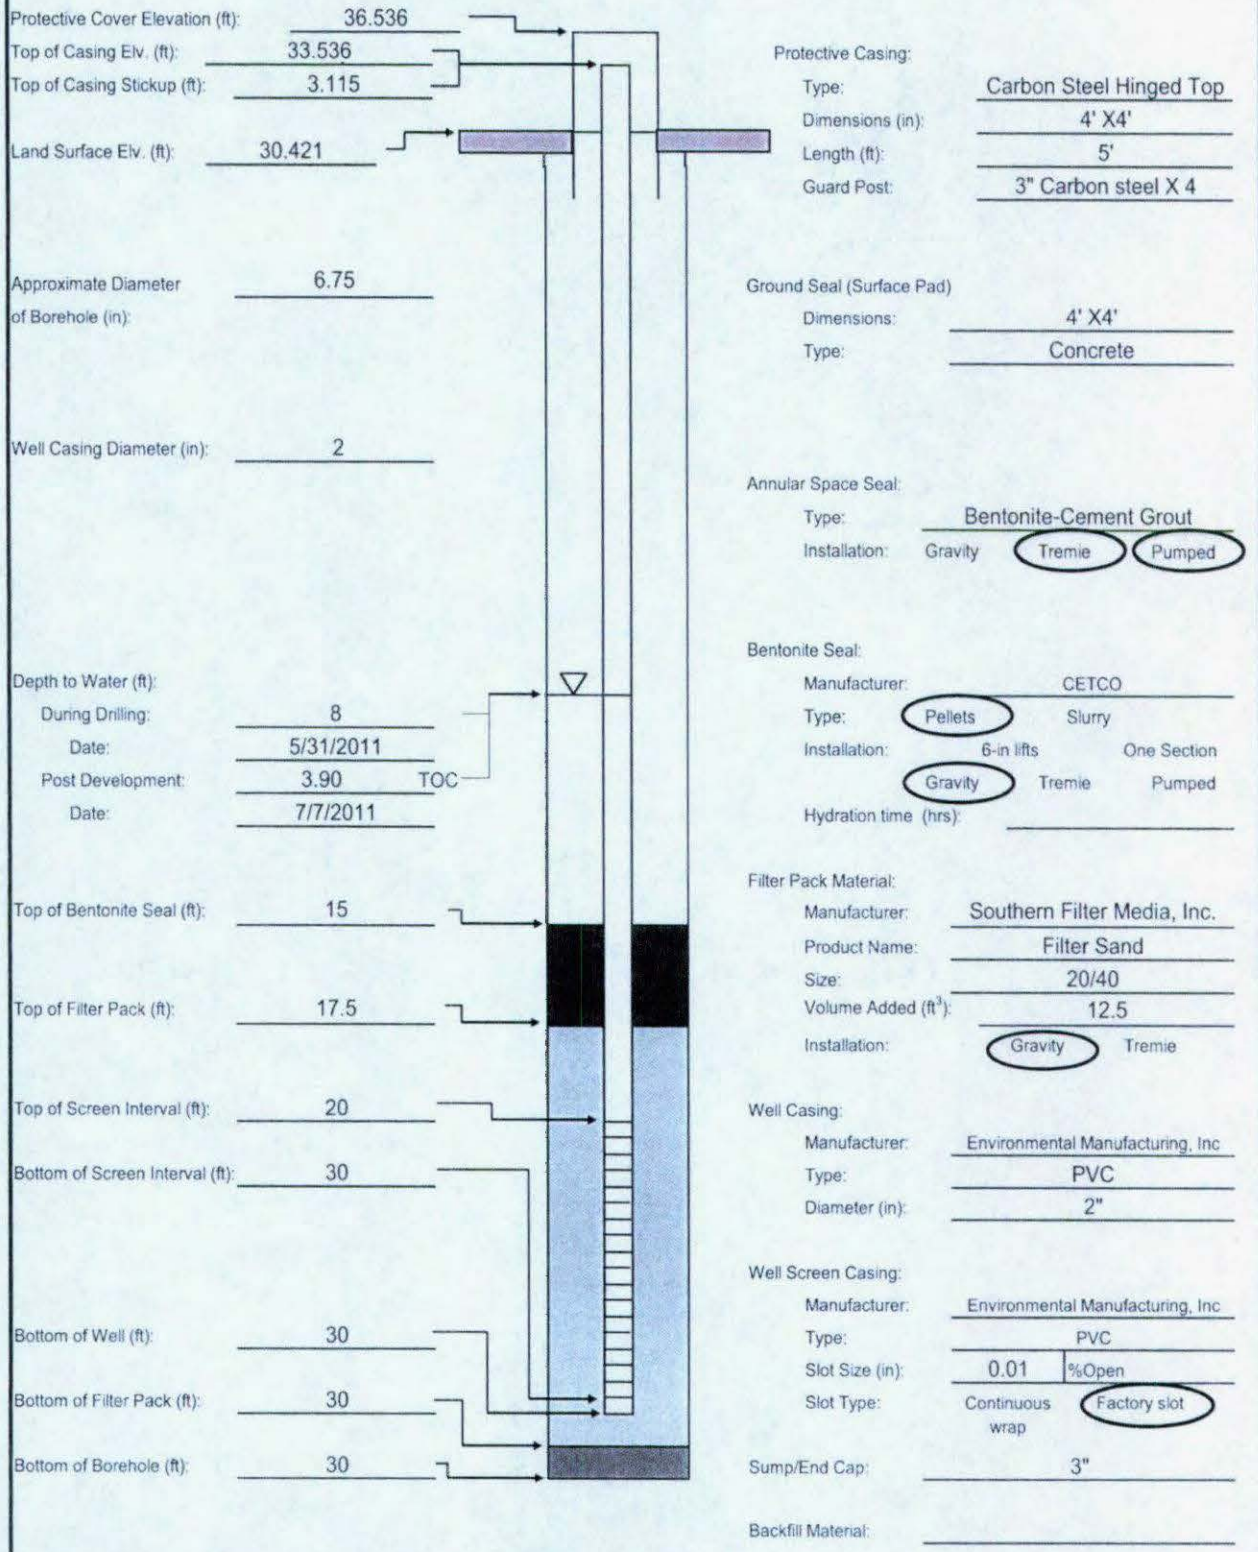 Protective Cover Elevation (ft): 36.536
Top of Casing Elv. (ft): 33.536
Top of Casing Stickup (ft): 3.115
Land Surface Elv. (ft): 30.421
Approximate Diameter 6.75
of Borehole (in):
Well Casing Diameter (in): 2
Depth to Water (ft):
During Drilling: 8
Date: 5/31/2011
Post Development: 3.90 TOC
Date: 7/7/2011
Top of Bentonite Seal (ft): 15
Top of Filter Pack (ft): 17.5
Top of Screen Interval (ft): 20
Bottom of Screen Interval (ft): 30
Bottom of Well (ft): 30
Bottom of Filter Pack (ft): 30
Bottom of Borehole (ft): 30
Protective Casing:
Type: Carbon Steel Hinged Top
Dimensions (in): 4' X4'
Length (ft): 5'
Guard Post: 3" Carbon steel X 4
Ground Seal (Surface Pad)
Dimensions: 4' X4'
Type: Concrete
Annular Space Seal:
Type: Bentonite-Cement Grout
Installation: Gravity Tremie Pumped
Bentonite Seal:
Manufacturer: CETCO
Type: Pellets Slurry
Installation: 6-in lifts One Section
Gravity Tremie Pumped
Hydration time (hrs):
Filter Pack Material:
Manufacturer: Southern Filter Media, Inc.
Product Name: Filter Sand
Size: 20/40
Volume Added (ft³): 12.5
Installation: Gravity Tremie
Well Casing:
Manufacturer: Environmental Manufacturing, Inc
Type: PVC
Diameter (in): 2"
Well Screen Casing:
Manufacturer: Environmental Manufacturing, Inc
Type: PVC
Slot Size (in): 0.01 %Open
Slot Type: Continuous Factory slot
wrap
Sump/End Cap: 3"
Backfill Material: